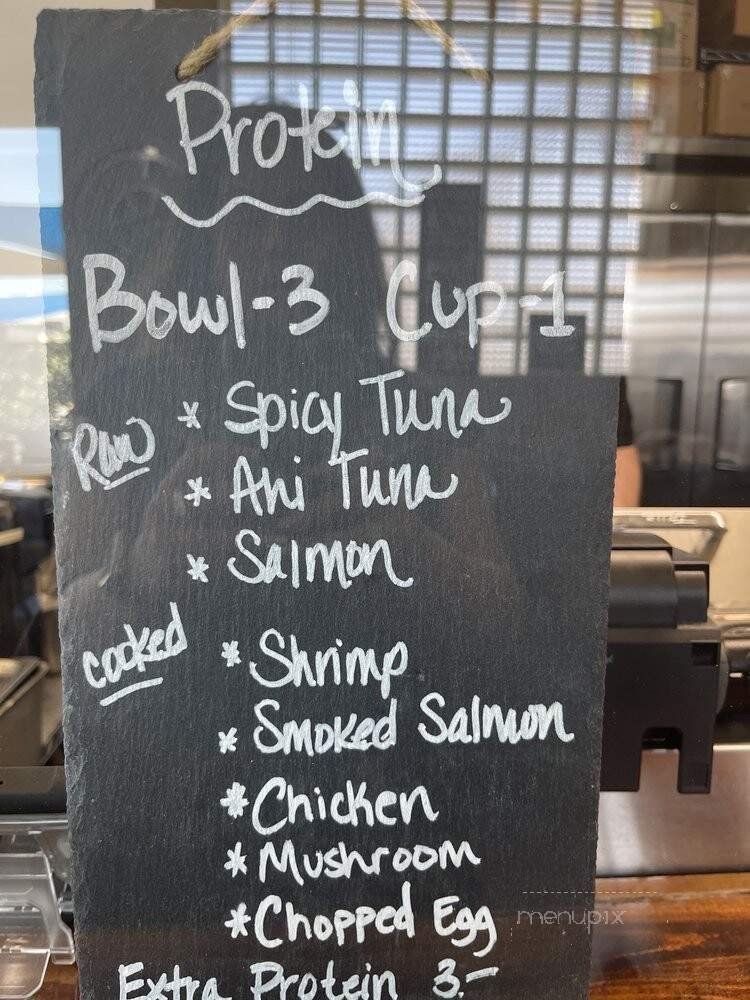 Protein
Bowl-3 Cup-1
Raw * Spicy Tuna
* Ahi Tuna
* Salmon
cooked * Shrimp
* Smoked Salmon
* Chicken
* Mushroom
* Chopped Egg
menupix
Extra Protein 3.-